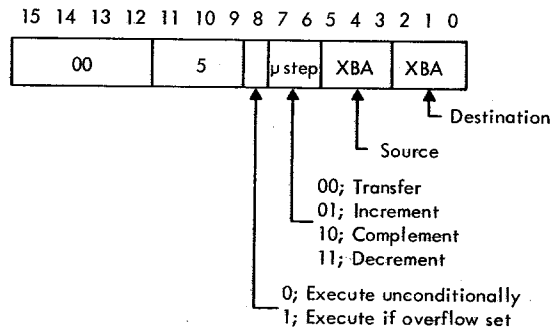 15 14 13 12 11 10 9 8 7 6 5 4 3 2 1 0
00 5 µ step XBA XBA
Destination
Source
00; Transfer
01; Increment
10; Complement
11; Decrement
0; Execute unconditionally
1; Execute if overflow set